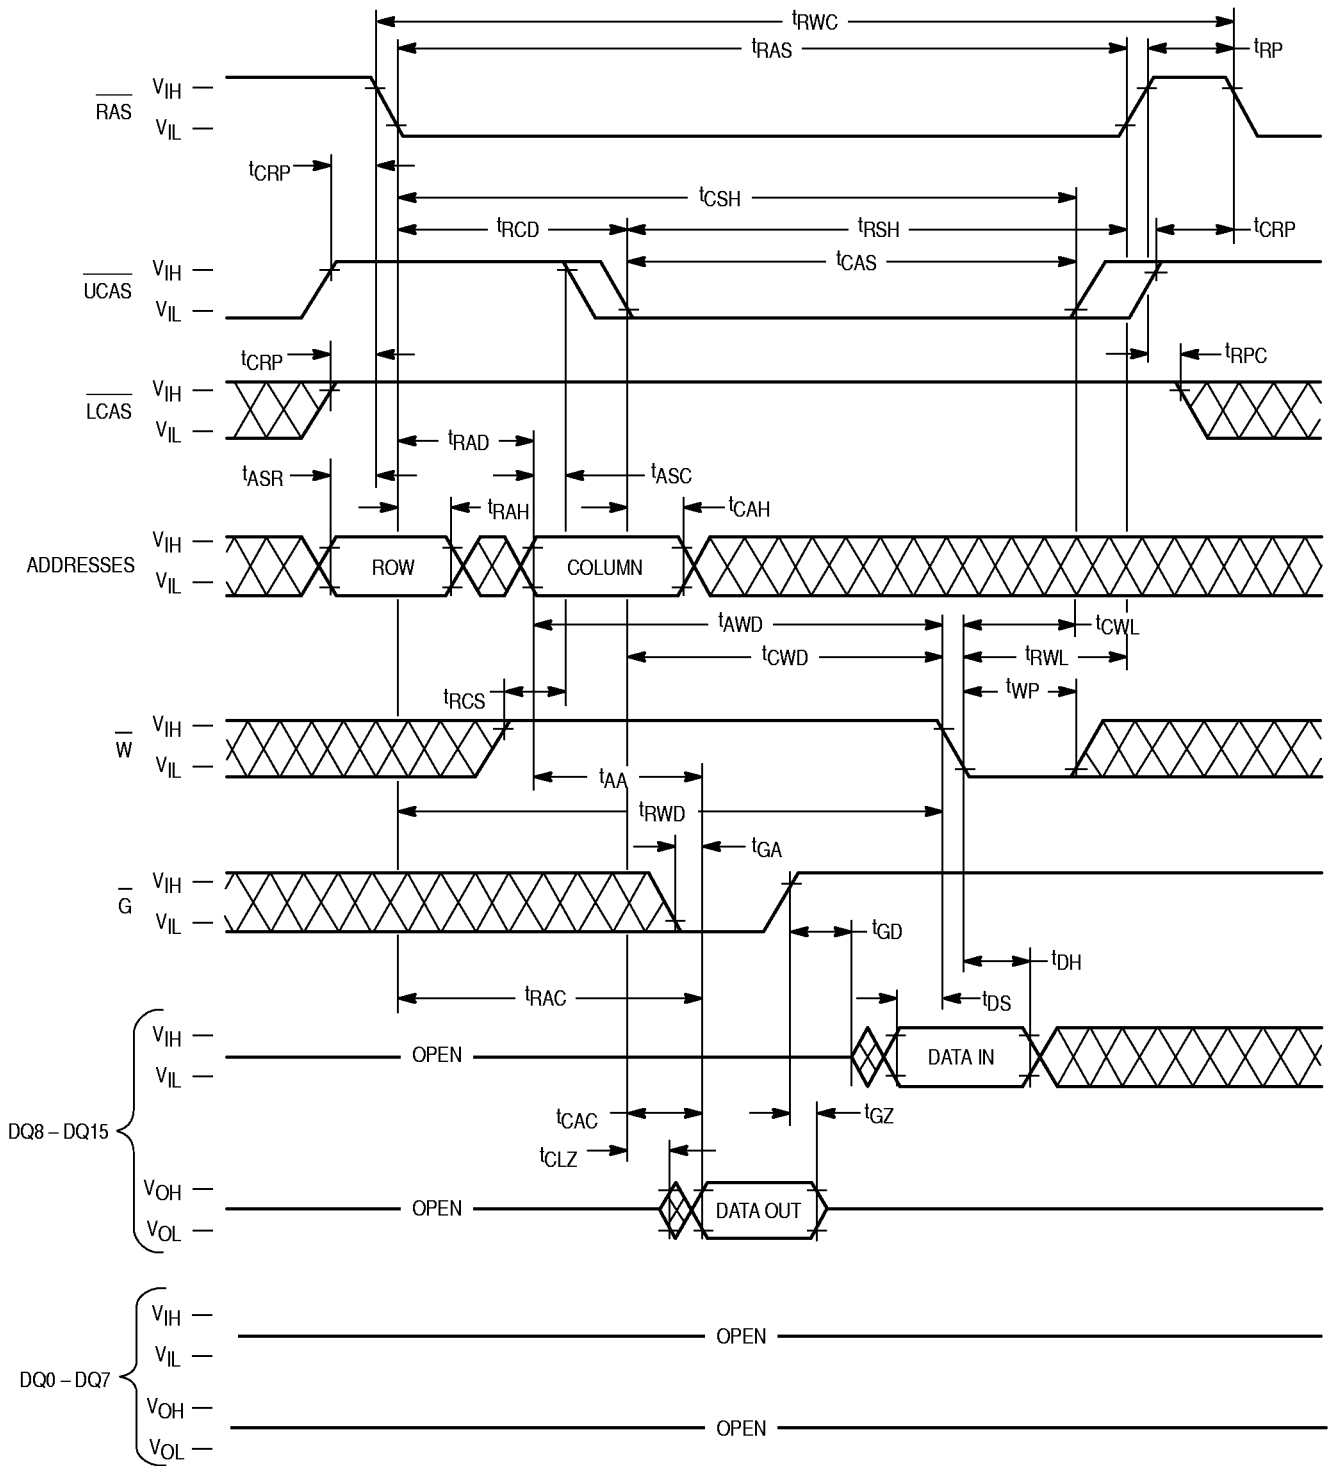 tRWC
tRAS
tRP
RAS
VIH
VIL
tCRP
tCSH
tRCD
tRSH
tCRP
tCAS
UCAS
VIH
VIL
tCRP
tRPC
LCAS
VIH
VIL
tRAD
tASR
tASC
tRAH
tCAH
ADDRESSES
VIH
VIL
ROW
COLUMN
tAWD
tCWL
tCWD
tRWL
tRCS
tWP
W
VIH
VIL
tAA
tRWD
tGA
G
VIH
VIL
tGD
tDH
tRAC
tDS
VIH
VIL
OPEN
DATA IN
DQ8 – DQ15
tCAC
tGZ
tCLZ
VOH
VOL
OPEN
DATA OUT
VIH
VIL
OPEN
DQ0 – DQ7
VOH
VOL
OPEN